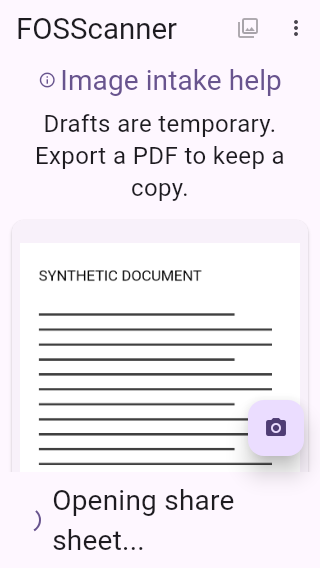 FOSScanner
Image intake help
Drafts are temporary.
Export a PDF to keep a
copy.
SYNTHETIC DOCUMENT
Opening share
sheet...